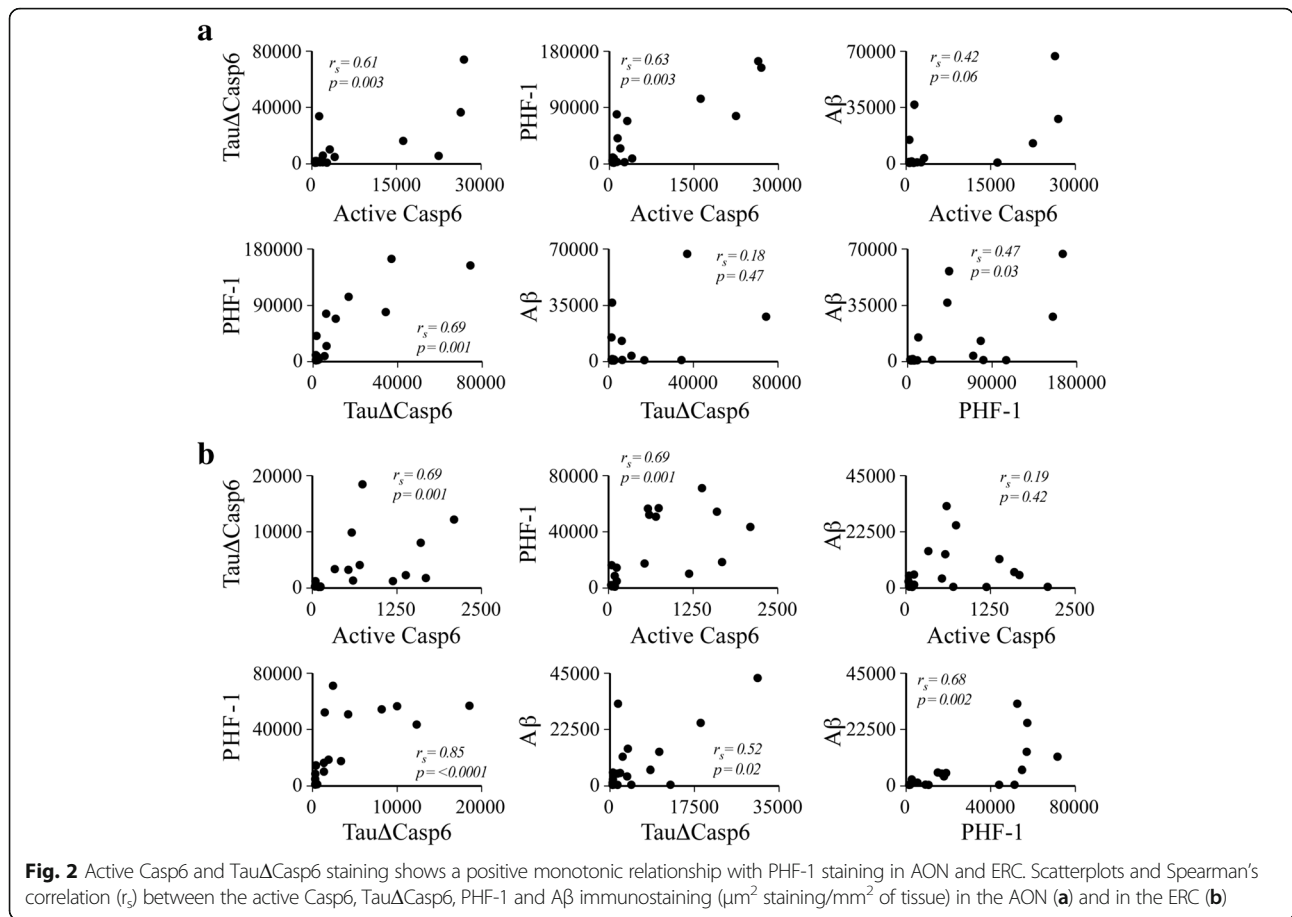 a
TauΔCasp6
80000
40000
0
r_s=0.61
p=0.003
0 15000 30000
Active Casp6
PHF-1
180000
90000
0
r_s=0.63
p=0.003
0 15000 30000
Active Casp6
Aβ
70000
35000
0
r_s=0.42
p=0.06
0 15000 30000
Active Casp6
PHF-1
180000
90000
0
r_s=0.69
p=0.001
0 40000 80000
TauΔCasp6
Aβ
70000
35000
0
r_s=0.18
p=0.47
0 40000 80000
TauΔCasp6
Aβ
70000
35000
0
r_s=0.47
p=0.03
0 90000 180000
PHF-1
b
TauΔCasp6
20000
10000
0
r_s=0.69
p=0.001
0 1250 2500
Active Casp6
PHF-1
80000
40000
0
r_s=0.69
p=0.001
0 1250 2500
Active Casp6
Aβ
45000
22500
0
r_s=0.19
p=0.42
0 1250 2500
Active Casp6
PHF-1
80000
40000
0
r_s=0.85
p=<0.0001
0 10000 20000
TauΔCasp6
Aβ
45000
22500
0
r_s=0.52
p=0.02
0 17500 35000
TauΔCasp6
Aβ
45000
22500
0
r_s=0.68
p=0.002
0 40000 80000
PHF-1
Fig. 2 Active Casp6 and TauΔCasp6 staining shows a positive monotonic relationship with PHF-1 staining in AON and ERC. Scatterplots and Spearman's
correlation (r_s) between the active Casp6, TauΔCasp6, PHF-1 and Aβ immunostaining (μm² staining/mm² of tissue) in the AON (a) and in the ERC (b)